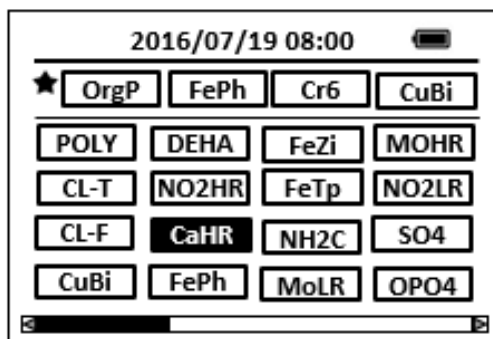 2016/07/19 08:00
OrgP FePh Cr6 CuBi
POLY DEHA FeZi MOHR
CL-T NO2HR FeTp NO2LR
CL-F CaHR NH2C SO4
CuBi FePh MoLR OPO4